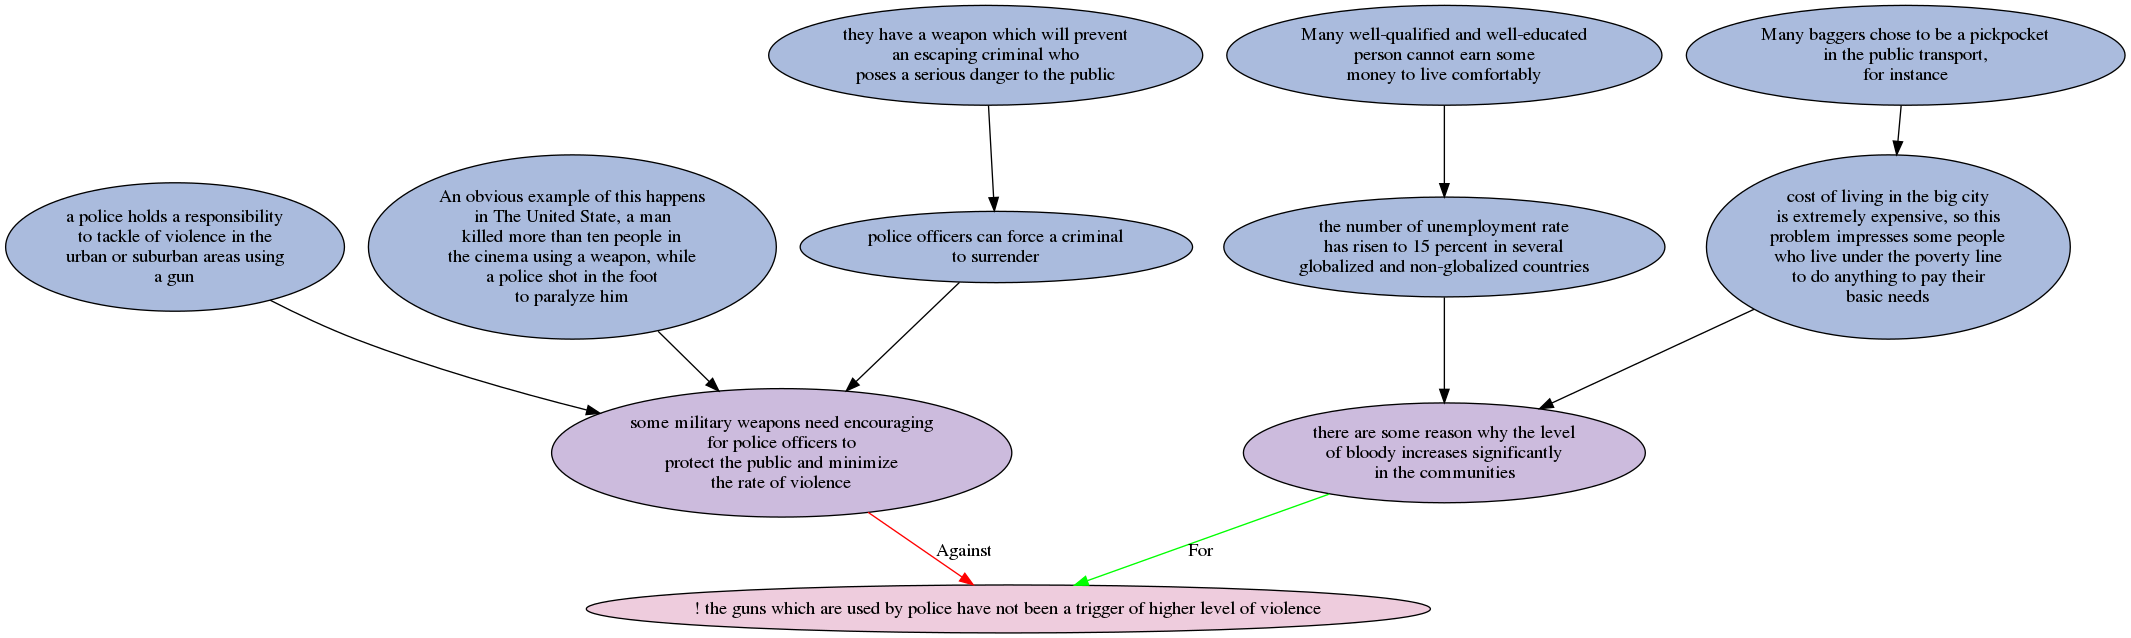 they have a weapon which will prevent
an escaping criminal who
poses a serious danger to the public
Many well-qualified and well-educated
person cannot earn some
money to live comfortably
Many baggers chose to be a pickpocket
in the public transport,
for instance
a police holds a responsibility
to tackle of violence in the
urban or suburban areas using
a gun
An obvious example of this happens
in The United State, a man
killed more than ten people in
the cinema using a weapon, while
a police shot in the foot
to paralyze him
police officers can force a criminal
to surrender
the number of unemployment rate
has risen to 15 percent in several
globalized and non-globalized countries
cost of living in the big city
is extremely expensive, so this
problem impresses some people
who live under the poverty line
to do anything to pay their
basic needs
some military weapons need encouraging
for police officers to
protect the public and minimize
the rate of violence
there are some reason why the level
of bloody increases significantly
in the communities
Against
For
! the guns which are used by police have not been a trigger of higher level of violence